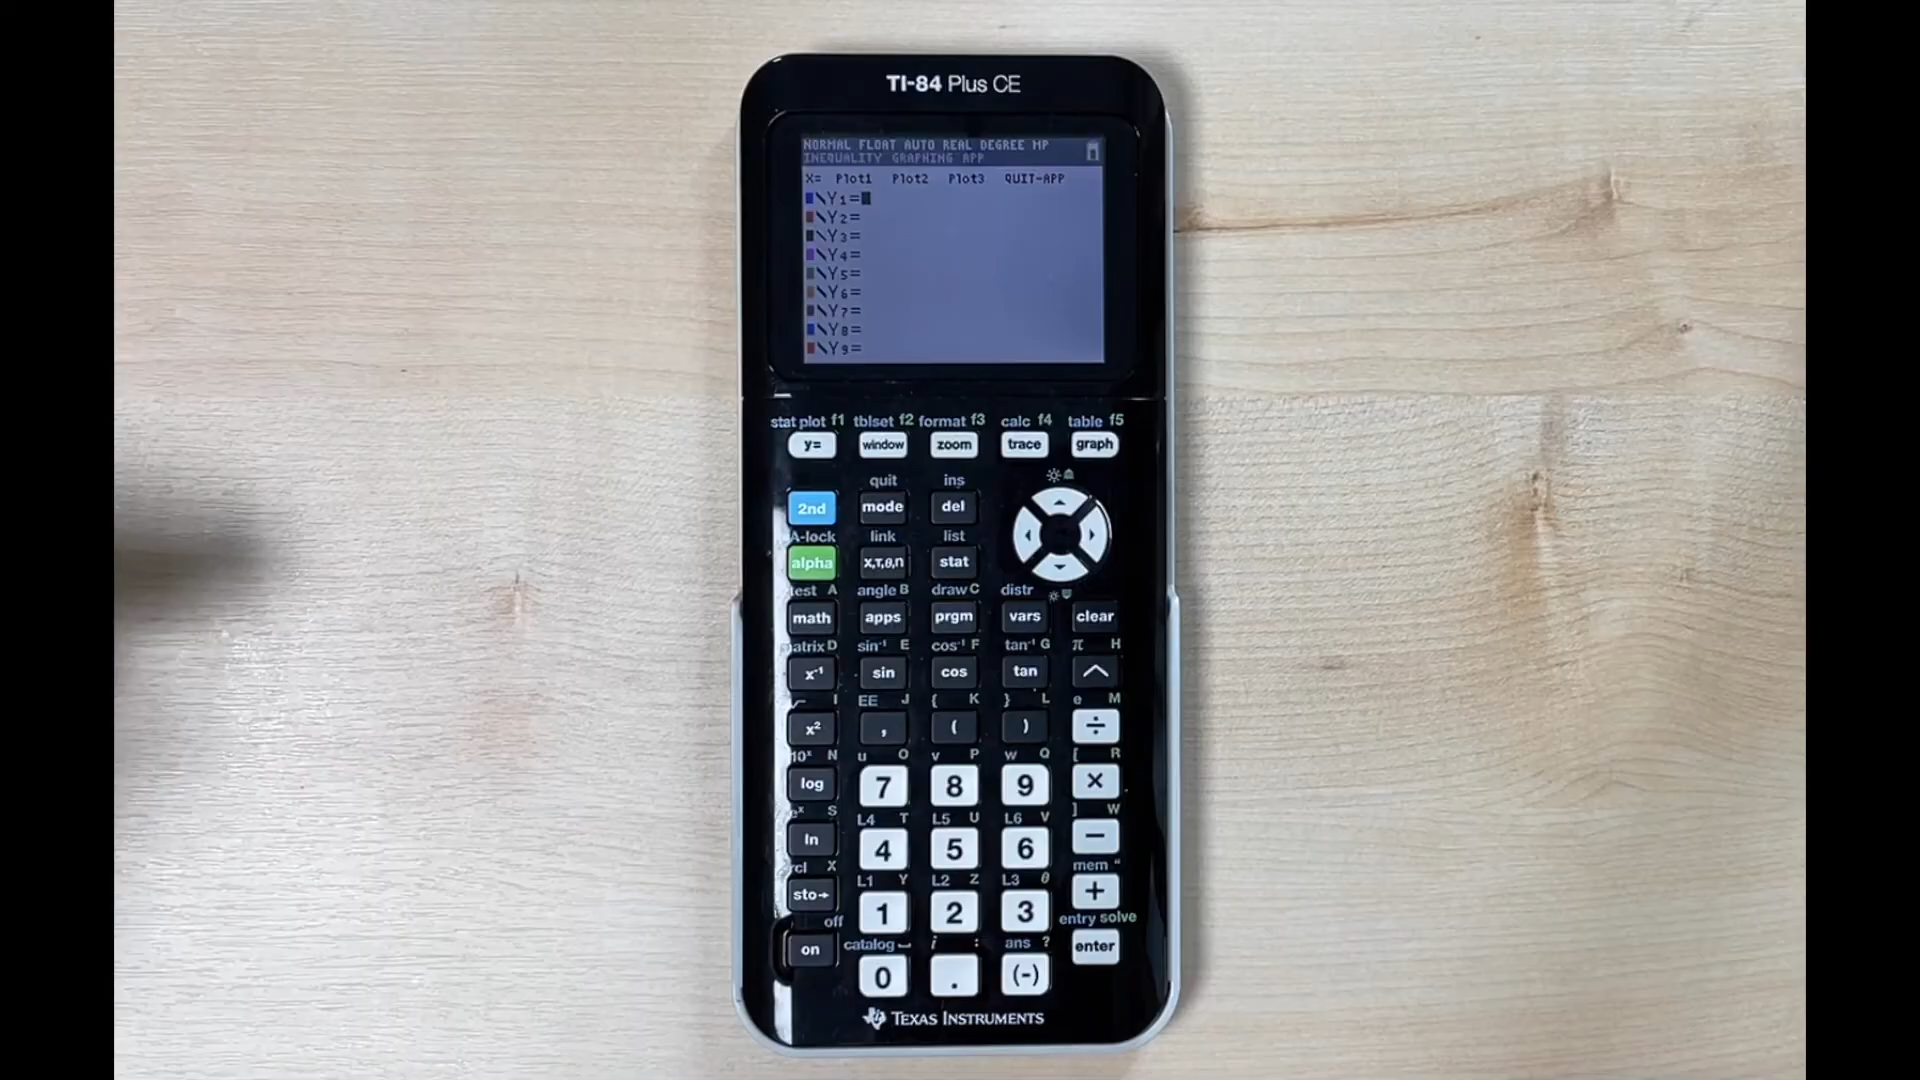 TI-84 Plus CE
NORMAL FLOAT AUTO REAL DEGREE MP
INEQUALITY GRAPHING APP
X= Plot1 Plot2 Plot3 QUIT-APP
\Y1=
\Y2=
\Y3=
\Y4=
\Y5=
\Y6=
\Y7=
\Y8=
\Y9=
stat plot f1 tblset f2 format f3 calc f4 table f5
y= window zoom trace graph
quit ins
2nd mode del
A-lock link list
alpha X,T,θ,n stat
test A angle B draw C distr
math apps prgm vars clear
matrix D sin⁻¹ E cos⁻¹ F tan⁻¹ G π H
x⁻¹ sin cos tan ^
√ I EE J { K } L e M
x² , ( ) ÷
10ˣ N u O v P w Q [ R
log 7 8 9 ×
eˣ S L4 T L5 U L6 V ] W
ln 4 5 6 −
rcl X L1 Y L2 Z L3 θ mem "
sto→ 1 2 3 +
off catalog ⎵ i : ans ? entry solve
on 0 . (-) enter
TEXAS INSTRUMENTS